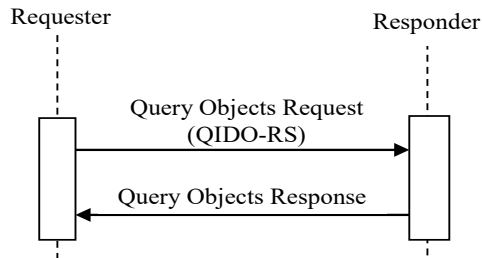 Requester
Responder
Query Objects Request
(QIDO-RS)
Query Objects Response